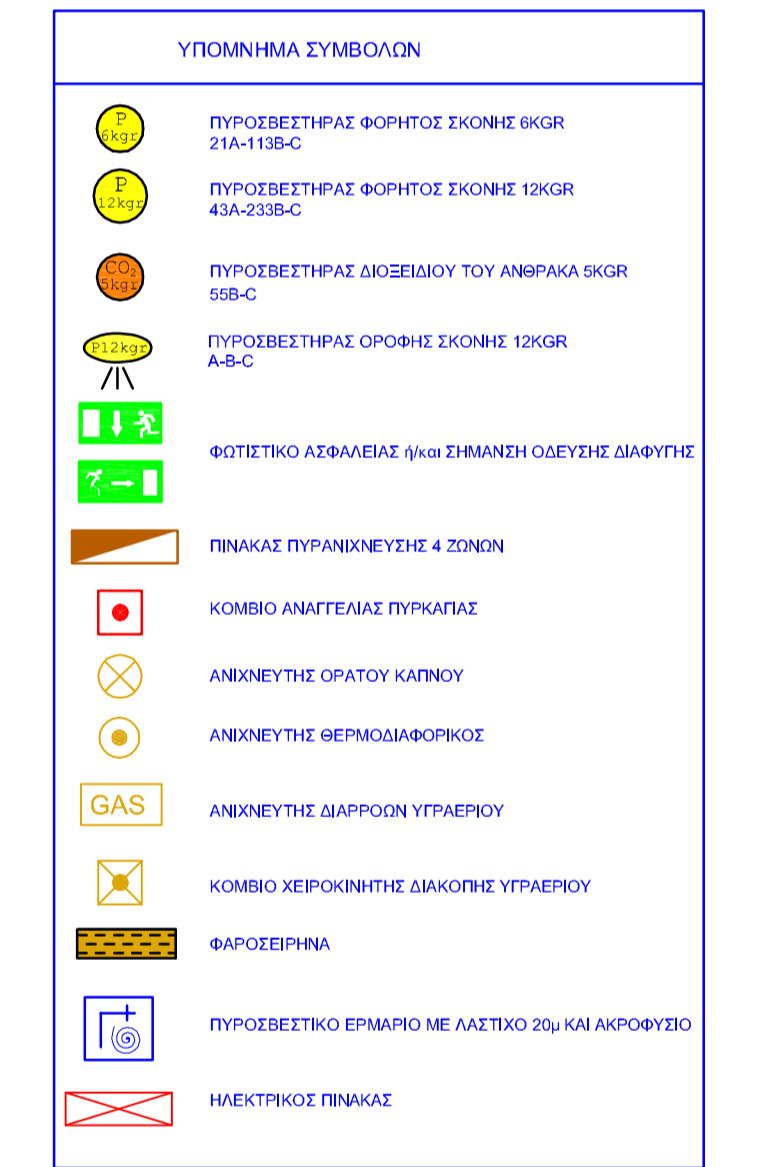 ΥΠΟΜΝΗΜΑ ΣΥΜΒΟΛΩΝ
P
6kgr
ΠΥΡΟΣΒΕΣΤΗΡΑΣ ΦΟΡΗΤΟΣ ΣΚΟΝΗΣ 6KGR
21A-113B-C
P
12kgr
ΠΥΡΟΣΒΕΣΤΗΡΑΣ ΦΟΡΗΤΟΣ ΣΚΟΝΗΣ 12KGR
43A-233B-C
CO₂
5kgr
ΠΥΡΟΣΒΕΣΤΗΡΑΣ ΔΙΟΞΕΙΔΙΟΥ ΤΟΥ ΑΝΘΡΑΚΑ 5KGR
55B-C
P12kgr
ΠΥΡΟΣΒΕΣΤΗΡΑΣ ΟΡΟΦΗΣ ΣΚΟΝΗΣ 12KGR
A-B-C
ΦΩΤΙΣΤΙΚΟ ΑΣΦΑΛΕΙΑΣ ή/και ΣΗΜΑΝΣΗ ΟΔΕΥΣΗΣ ΔΙΑΦΥΓΗΣ
ΠΙΝΑΚΑΣ ΠΥΡΑΝΙΧΝΕΥΣΗΣ 4 ΖΩΝΩΝ
ΚΟΜΒΙΟ ΑΝΑΓΓΕΛΙΑΣ ΠΥΡΚΑΓΙΑΣ
ΑΝΙΧΝΕΥΤΗΣ ΟΡΑΤΟΥ ΚΑΠΝΟΥ
ΑΝΙΧΝΕΥΤΗΣ ΘΕΡΜΟΔΙΑΦΟΡΙΚΟΣ
GAS
ΑΝΙΧΝΕΥΤΗΣ ΔΙΑΡΡΟΩΝ ΥΓΡΑΕΡΙΟΥ
ΚΟΜΒΙΟ ΧΕΙΡΟΚΙΝΗΤΗΣ ΔΙΑΚΟΠΗΣ ΥΓΡΑΕΡΙΟΥ
ΦΑΡΟΣΕΙΡΗΝΑ
ΠΥΡΟΣΒΕΣΤΙΚΟ ΕΡΜΑΡΙΟ ΜΕ ΛΑΣΤΙΧΟ 20μ ΚΑΙ ΑΚΡΟΦΥΣΙΟ
ΗΛΕΚΤΡΙΚΟΣ ΠΙΝΑΚΑΣ